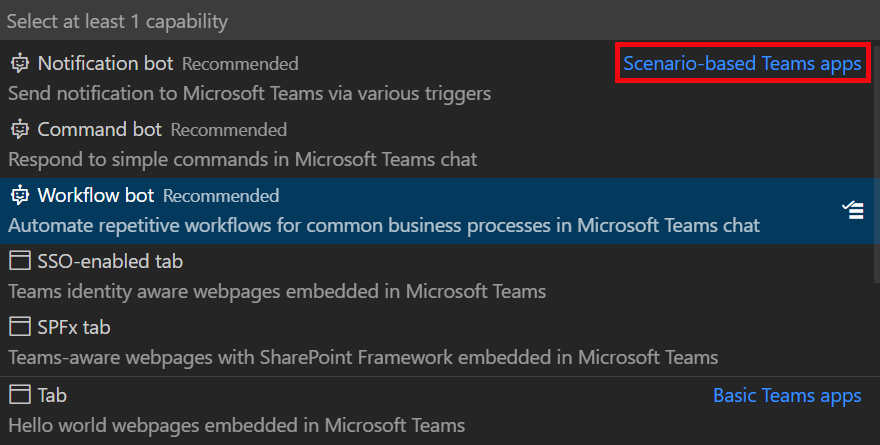 Select at least 1 capability
Notification bot Recommended Scenario-based Teams apps
Send notification to Microsoft Teams via various triggers
Command bot Recommended
Respond to simple commands in Microsoft Teams chat
Workflow bot Recommended
Automate repetitive workflows for common business processes in Microsoft Teams chat
SSO-enabled tab
Teams identity aware webpages embedded in Microsoft Teams
SPFx tab
Teams-aware webpages with SharePoint Framework embedded in Microsoft Teams
Tab Basic Teams apps
Hello world webpages embedded in Microsoft Teams